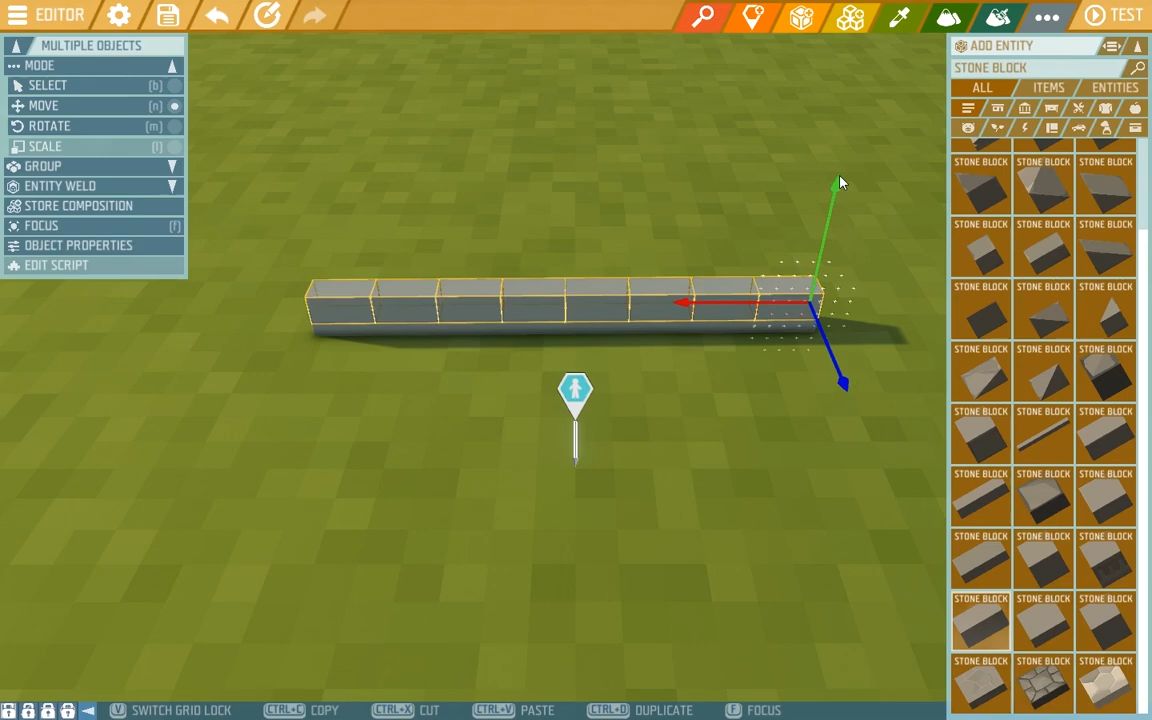 EDITOR
TEST
MULTIPLE OBJECTS
MODE
SELECT (b)
MOVE (n)
ROTATE (m)
SCALE (l)
GROUP
ENTITY WELD
STORE COMPOSITION
FOCUS (f)
OBJECT PROPERTIES
EDIT SCRIPT
ADD ENTITY
STONE BLOCK
ALL ITEMS ENTITIES
STONE BLOCK STONE BLOCK STONE BLOCK
STONE BLOCK STONE BLOCK STONE BLOCK
STONE BLOCK STONE BLOCK STONE BLOCK
STONE BLOCK STONE BLOCK STONE BLOCK
STONE BLOCK STONE BLOCK STONE BLOCK
STONE BLOCK STONE BLOCK STONE BLOCK
STONE BLOCK STONE BLOCK STONE BLOCK
STONE BLOCK STONE BLOCK STONE BLOCK
STONE BLOCK STONE BLOCK STONE BLOCK
V SWITCH GRID LOCK CTRL+C COPY CTRL+X CUT CTRL+V PASTE CTRL+D DUPLICATE F FOCUS